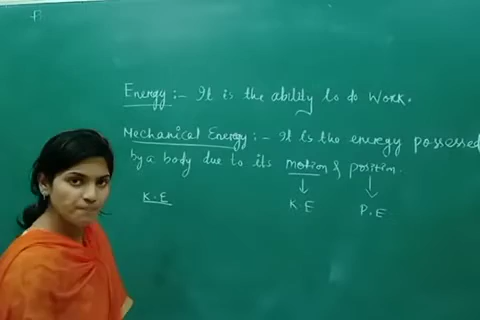 P
Energy :- It is the ability to do Work.
Mechanical Energy :- It is the energy possessed
by a body due to its motion & position.
K.E K.E P.E